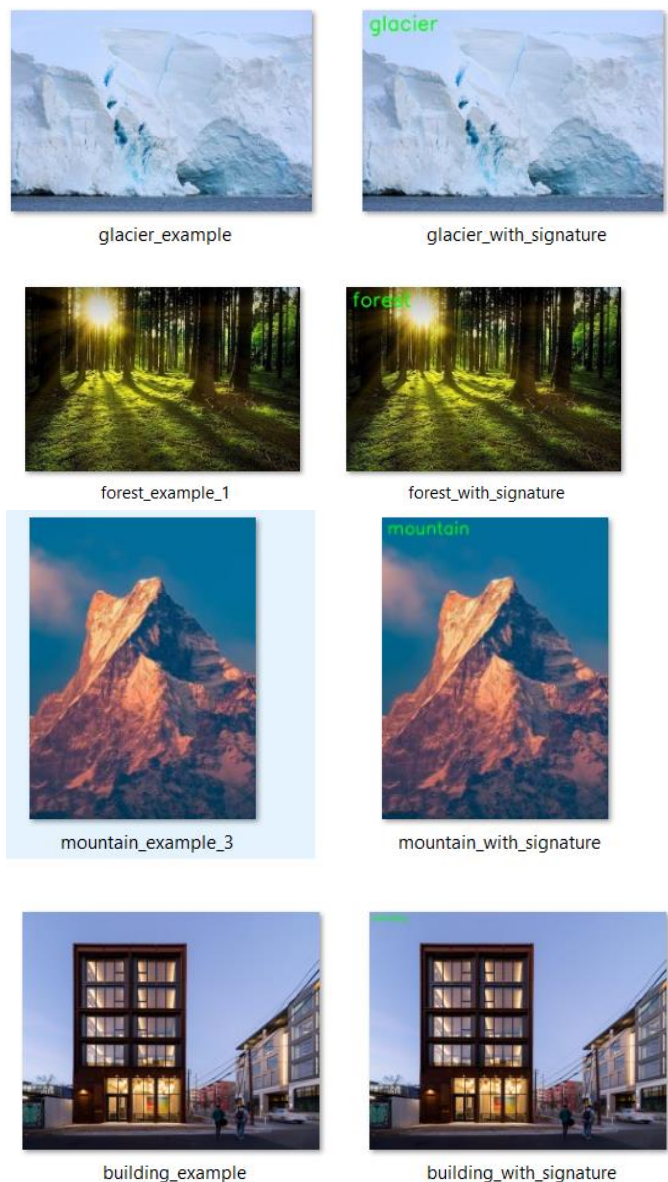 glacier
glacier_example
glacier_with_signature
forest
forest_example_1
forest_with_signature
mountain
mountain_example_3
mountain_with_signature
building_example
building_with_signature